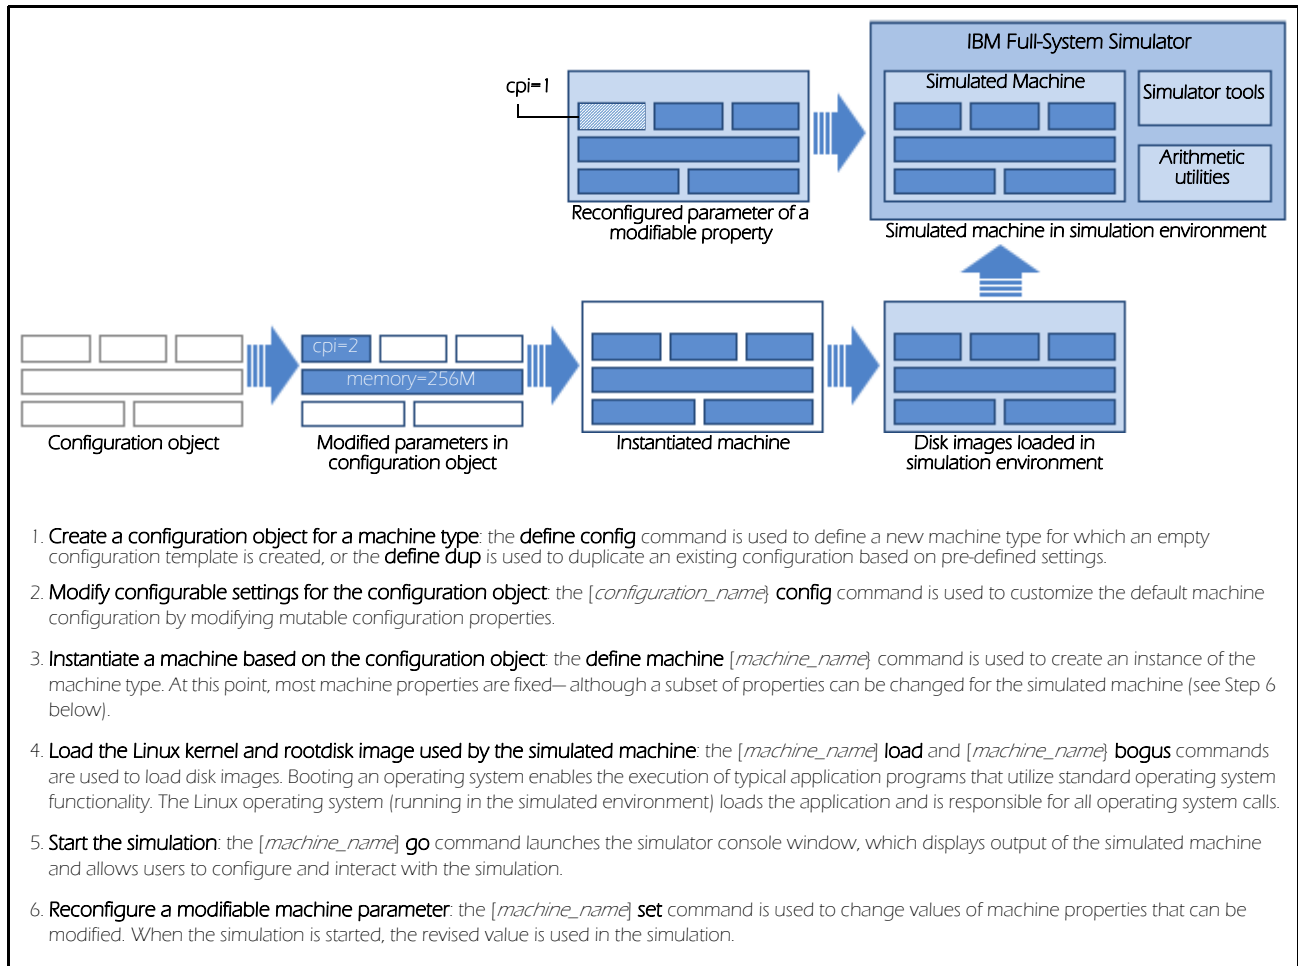 IBM Full-System Simulator
Simulated Machine
Simulator tools
Arithmetic
utilities
cpi=1
Reconfigured parameter of a
modifiable property
Simulated machine in simulation environment
cpi=2
memory=256M
Configuration object
Modified parameters in
configuration object
Instantiated machine
Disk images loaded in
simulation environment
1. Create a configuration object for a machine type: the define config command is used to define a new machine type for which an empty
configuration template is created, or the define dup is used to duplicate an existing configuration based on pre-defined settings.
2. Modify configurable settings for the configuration object: the [configuration_name} config command is used to customize the default machine
configuration by modifying mutable configuration properties.
3. Instantiate a machine based on the configuration object: the define machine [machine_name} command is used to create an instance of the
machine type. At this point, most machine properties are fixed—although a subset of properties can be changed for the simulated machine (see Step 6
below).
4. Load the Linux kernel and rootdisk image used by the simulated machine: the [machine_name] load and [machine_name} bogus commands
are used to load disk images. Booting an operating system enables the execution of typical application programs that utilize standard operating system
functionality. The Linux operating system (running in the simulated environment) loads the application and is responsible for all operating system calls.
5. Start the simulation: the [machine_name] go command launches the simulator console window, which displays output of the simulated machine
and allows users to configure and interact with the simulation.
6. Reconfigure a modifiable machine parameter: the [machine_name] set command is used to change values of machine properties that can be
modified. When the simulation is started, the revised value is used in the simulation.